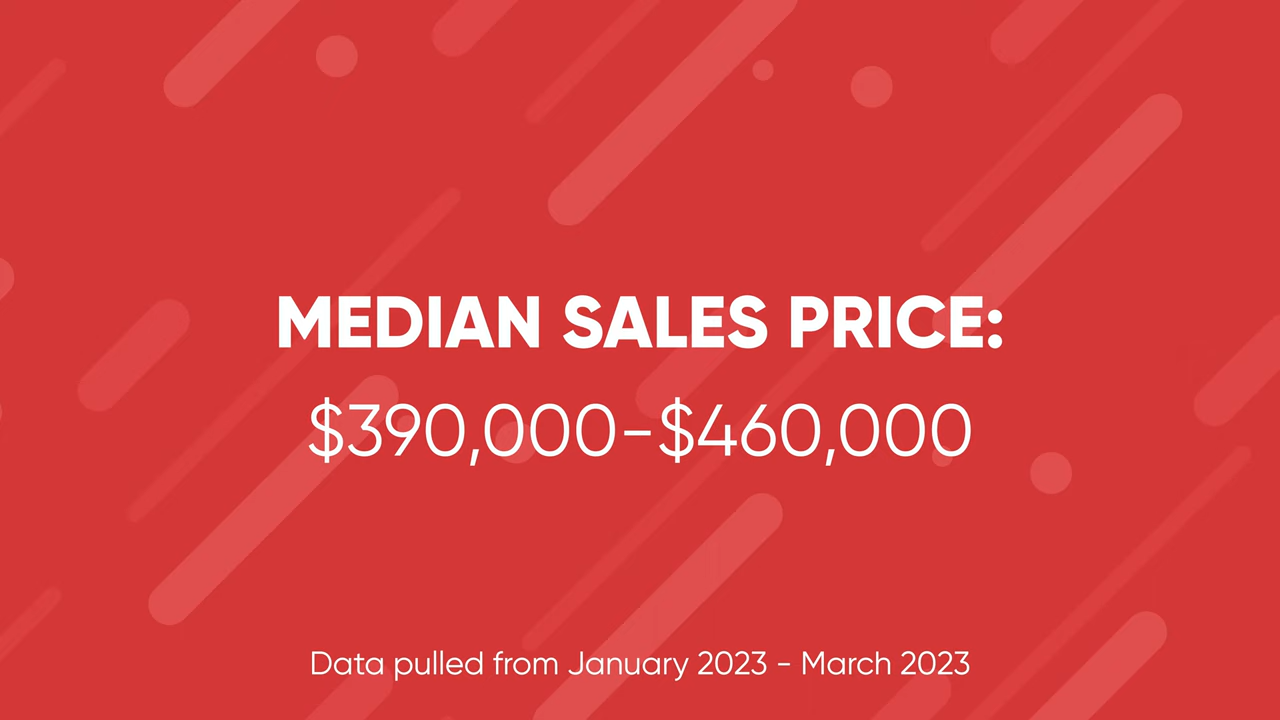 MEDIAN SALES PRICE:
$390,000-$460,000
Data pulled from January 2023 - March 2023